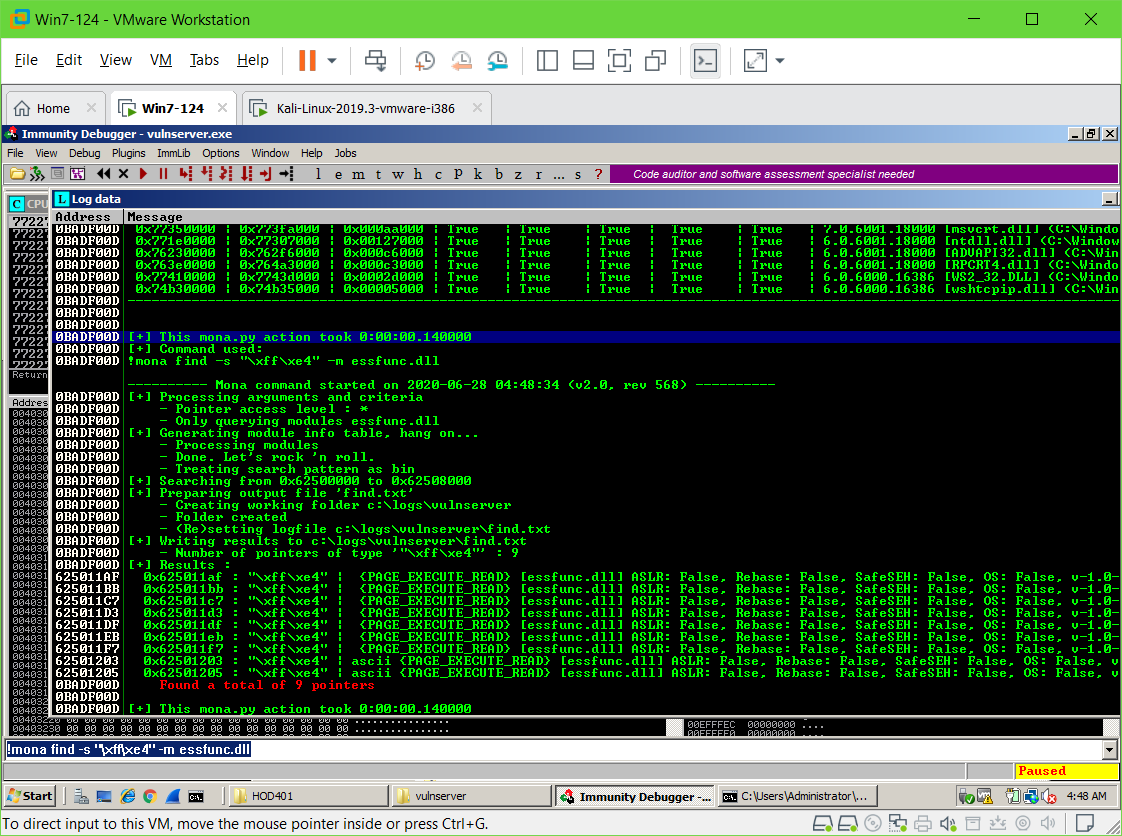 Win7-124 - VMware Workstation
File Edit View VM Tabs Help
Home Win7-124 Kali-Linux-2019.3-vmware-i386
Immunity Debugger - vulnserver.exe
File View Debug Plugins ImmLib Options Window Help Jobs
l e m t w h c P k b z r ... s ? Code auditor and software assessment specialist needed
C CPU L Log data
Address Message
0BADF00D 0x77350000 | 0x773fa000 | 0x000aa000 | True | True | True | True | True | 7.0.6001.18000 [msvcrt.dll] (C:\Windo
0BADF00D 0x771e0000 | 0x77307000 | 0x00127000 | True | True | True | True | True | 6.0.6001.18000 [ntdll.dll] (C:\Window
0BADF00D 0x76230000 | 0x762f6000 | 0x000c6000 | True | True | True | True | True | 6.0.6001.18000 [ADVAPI32.dll] (C:\Win
0BADF00D 0x763e0000 | 0x764a3000 | 0x000c3000 | True | True | True | True | True | 6.0.6001.18000 [RPCRT4.dll] (C:\Windo
0BADF00D 0x77410000 | 0x7743d000 | 0x0002d000 | True | True | True | True | True | 6.0.6000.16386 [WS2_32.DLL] (C:\Windo
0BADF00D 0x74b30000 | 0x74b35000 | 0x00005000 | True | True | True | True | True | 6.0.6000.16386 [wshtcpip.dll] (C:\Win
0BADF00D
0BADF00D
0BADF00D
0BADF00D [+] This mona.py action took 0:00:00.140000
0BADF00D [+] Command used:
0BADF00D !mona find -s "\xff\xe4" -m essfunc.dll
---------- Mona command started on 2020-06-28 04:48:34 (v2.0, rev 568) ----------
0BADF00D [+] Processing arguments and criteria
0BADF00D - Pointer access level : *
0BADF00D - Only querying modules essfunc.dll
0BADF00D [+] Generating module info table, hang on...
0BADF00D - Processing modules
0BADF00D - Done. Let's rock 'n roll.
0BADF00D - Treating search pattern as bin
0BADF00D [+] Searching from 0x62500000 to 0x62508000
0BADF00D [+] Preparing output file 'find.txt'
0BADF00D - Creating working folder c:\logs\vulnserver
0BADF00D - Folder created
0BADF00D - (Re)setting logfile c:\logs\vulnserver\find.txt
0BADF00D [+] Writing results to c:\logs\vulnserver\find.txt
0BADF00D - Number of pointers of type '"\xff\xe4"' : 9
0BADF00D [+] Results :
625011AF 0x625011af : "\xff\xe4" | {PAGE_EXECUTE_READ} [essfunc.dll] ASLR: False, Rebase: False, SafeSEH: False, OS: False, v-1.0-
625011BB 0x625011bb : "\xff\xe4" | {PAGE_EXECUTE_READ} [essfunc.dll] ASLR: False, Rebase: False, SafeSEH: False, OS: False, v-1.0-
625011C7 0x625011c7 : "\xff\xe4" | {PAGE_EXECUTE_READ} [essfunc.dll] ASLR: False, Rebase: False, SafeSEH: False, OS: False, v-1.0-
625011D3 0x625011d3 : "\xff\xe4" | {PAGE_EXECUTE_READ} [essfunc.dll] ASLR: False, Rebase: False, SafeSEH: False, OS: False, v-1.0-
625011DF 0x625011df : "\xff\xe4" | {PAGE_EXECUTE_READ} [essfunc.dll] ASLR: False, Rebase: False, SafeSEH: False, OS: False, v-1.0-
625011EB 0x625011eb : "\xff\xe4" | {PAGE_EXECUTE_READ} [essfunc.dll] ASLR: False, Rebase: False, SafeSEH: False, OS: False, v-1.0-
625011F7 0x625011f7 : "\xff\xe4" | {PAGE_EXECUTE_READ} [essfunc.dll] ASLR: False, Rebase: False, SafeSEH: False, OS: False, v-1.0-
62501203 0x62501203 : "\xff\xe4" | ascii {PAGE_EXECUTE_READ} [essfunc.dll] ASLR: False, Rebase: False, SafeSEH: False, OS: False, v
62501205 0x62501205 : "\xff\xe4" | ascii {PAGE_EXECUTE_READ} [essfunc.dll] ASLR: False, Rebase: False, SafeSEH: False, OS: False, v
0BADF00D Found a total of 9 pointers
0BADF00D
0BADF00D [+] This mona.py action took 0:00:00.140000
00EFFFEC 00000000 ....
!mona find -s "\xff\xe4" -m essfunc.dll
Paused
Start HOD401 vulnserver Immunity Debugger -... C:\Users\Administrator\... 4:48 AM
To direct input to this VM, move the mouse pointer inside or press Ctrl+G.